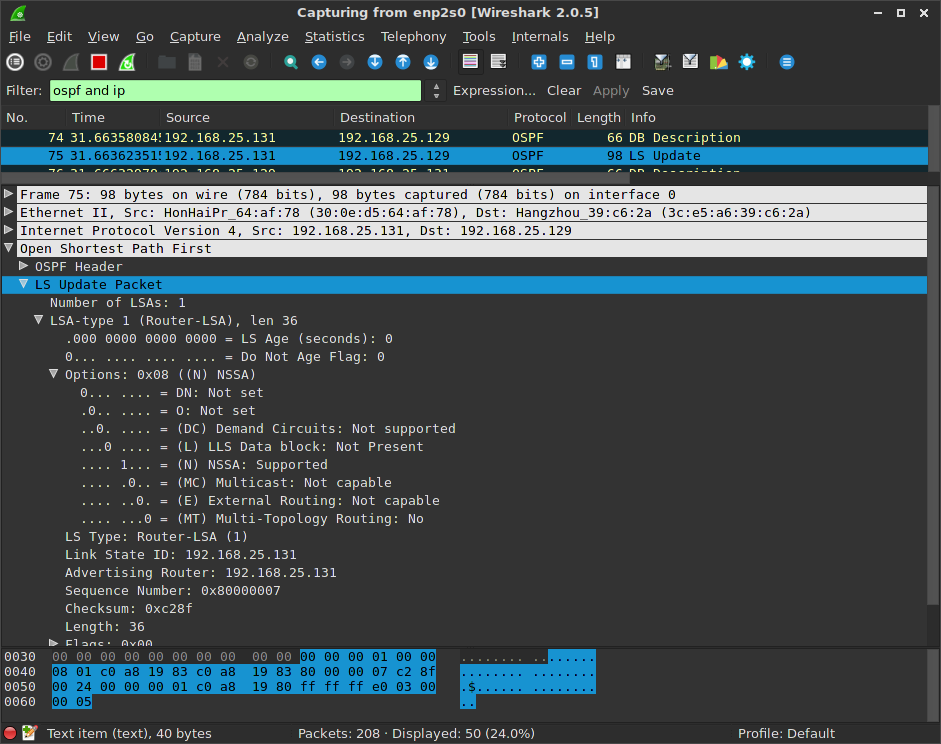 Capturing from enp2s0 [Wireshark 2.0.5]
File Edit View Go Capture Analyze Statistics Telephony Tools Internals Help
Filter: ospf and ip Expression... Clear Apply Save
No. Time Source Destination Protocol Length Info
74 31.66358084 192.168.25.131 192.168.25.129 OSPF 66 DB Description
75 31.66362351 192.168.25.131 192.168.25.129 OSPF 98 LS Update
Frame 75: 98 bytes on wire (784 bits), 98 bytes captured (784 bits) on interface 0
Ethernet II, Src: HonHaiPr_64:af:78 (30:0e:d5:64:af:78), Dst: Hangzhou_39:c6:2a (3c:e5:a6:39:c6:2a)
Internet Protocol Version 4, Src: 192.168.25.131, Dst: 192.168.25.129
Open Shortest Path First
OSPF Header
LS Update Packet
Number of LSAs: 1
LSA-type 1 (Router-LSA), len 36
.000 0000 0000 0000 = LS Age (seconds): 0
0... .... .... .... = Do Not Age Flag: 0
Options: 0x08 ((N) NSSA)
0... .... = DN: Not set
.0.. .... = O: Not set
..0. .... = (DC) Demand Circuits: Not supported
...0 .... = (L) LLS Data block: Not Present
.... 1... = (N) NSSA: Supported
.... .0.. = (MC) Multicast: Not capable
.... ..0. = (E) External Routing: Not capable
.... ...0 = (MT) Multi-Topology Routing: No
LS Type: Router-LSA (1)
Link State ID: 192.168.25.131
Advertising Router: 192.168.25.131
Sequence Number: 0x80000007
Checksum: 0xc28f
Length: 36
Flags: 0x00
0030 00 00 00 00 00 00 00 00 00 00 00 00 00 01 00 00 ........ ........
0040 08 01 c0 a8 19 83 c0 a8 19 83 80 00 00 07 c2 8f ........ ........
0050 00 24 00 00 00 01 c0 a8 19 80 ff ff ff e0 03 00 .$...... ........
0060 00 05 ..
Text item (text), 40 bytes Packets: 208 · Displayed: 50 (24.0%) Profile: Default